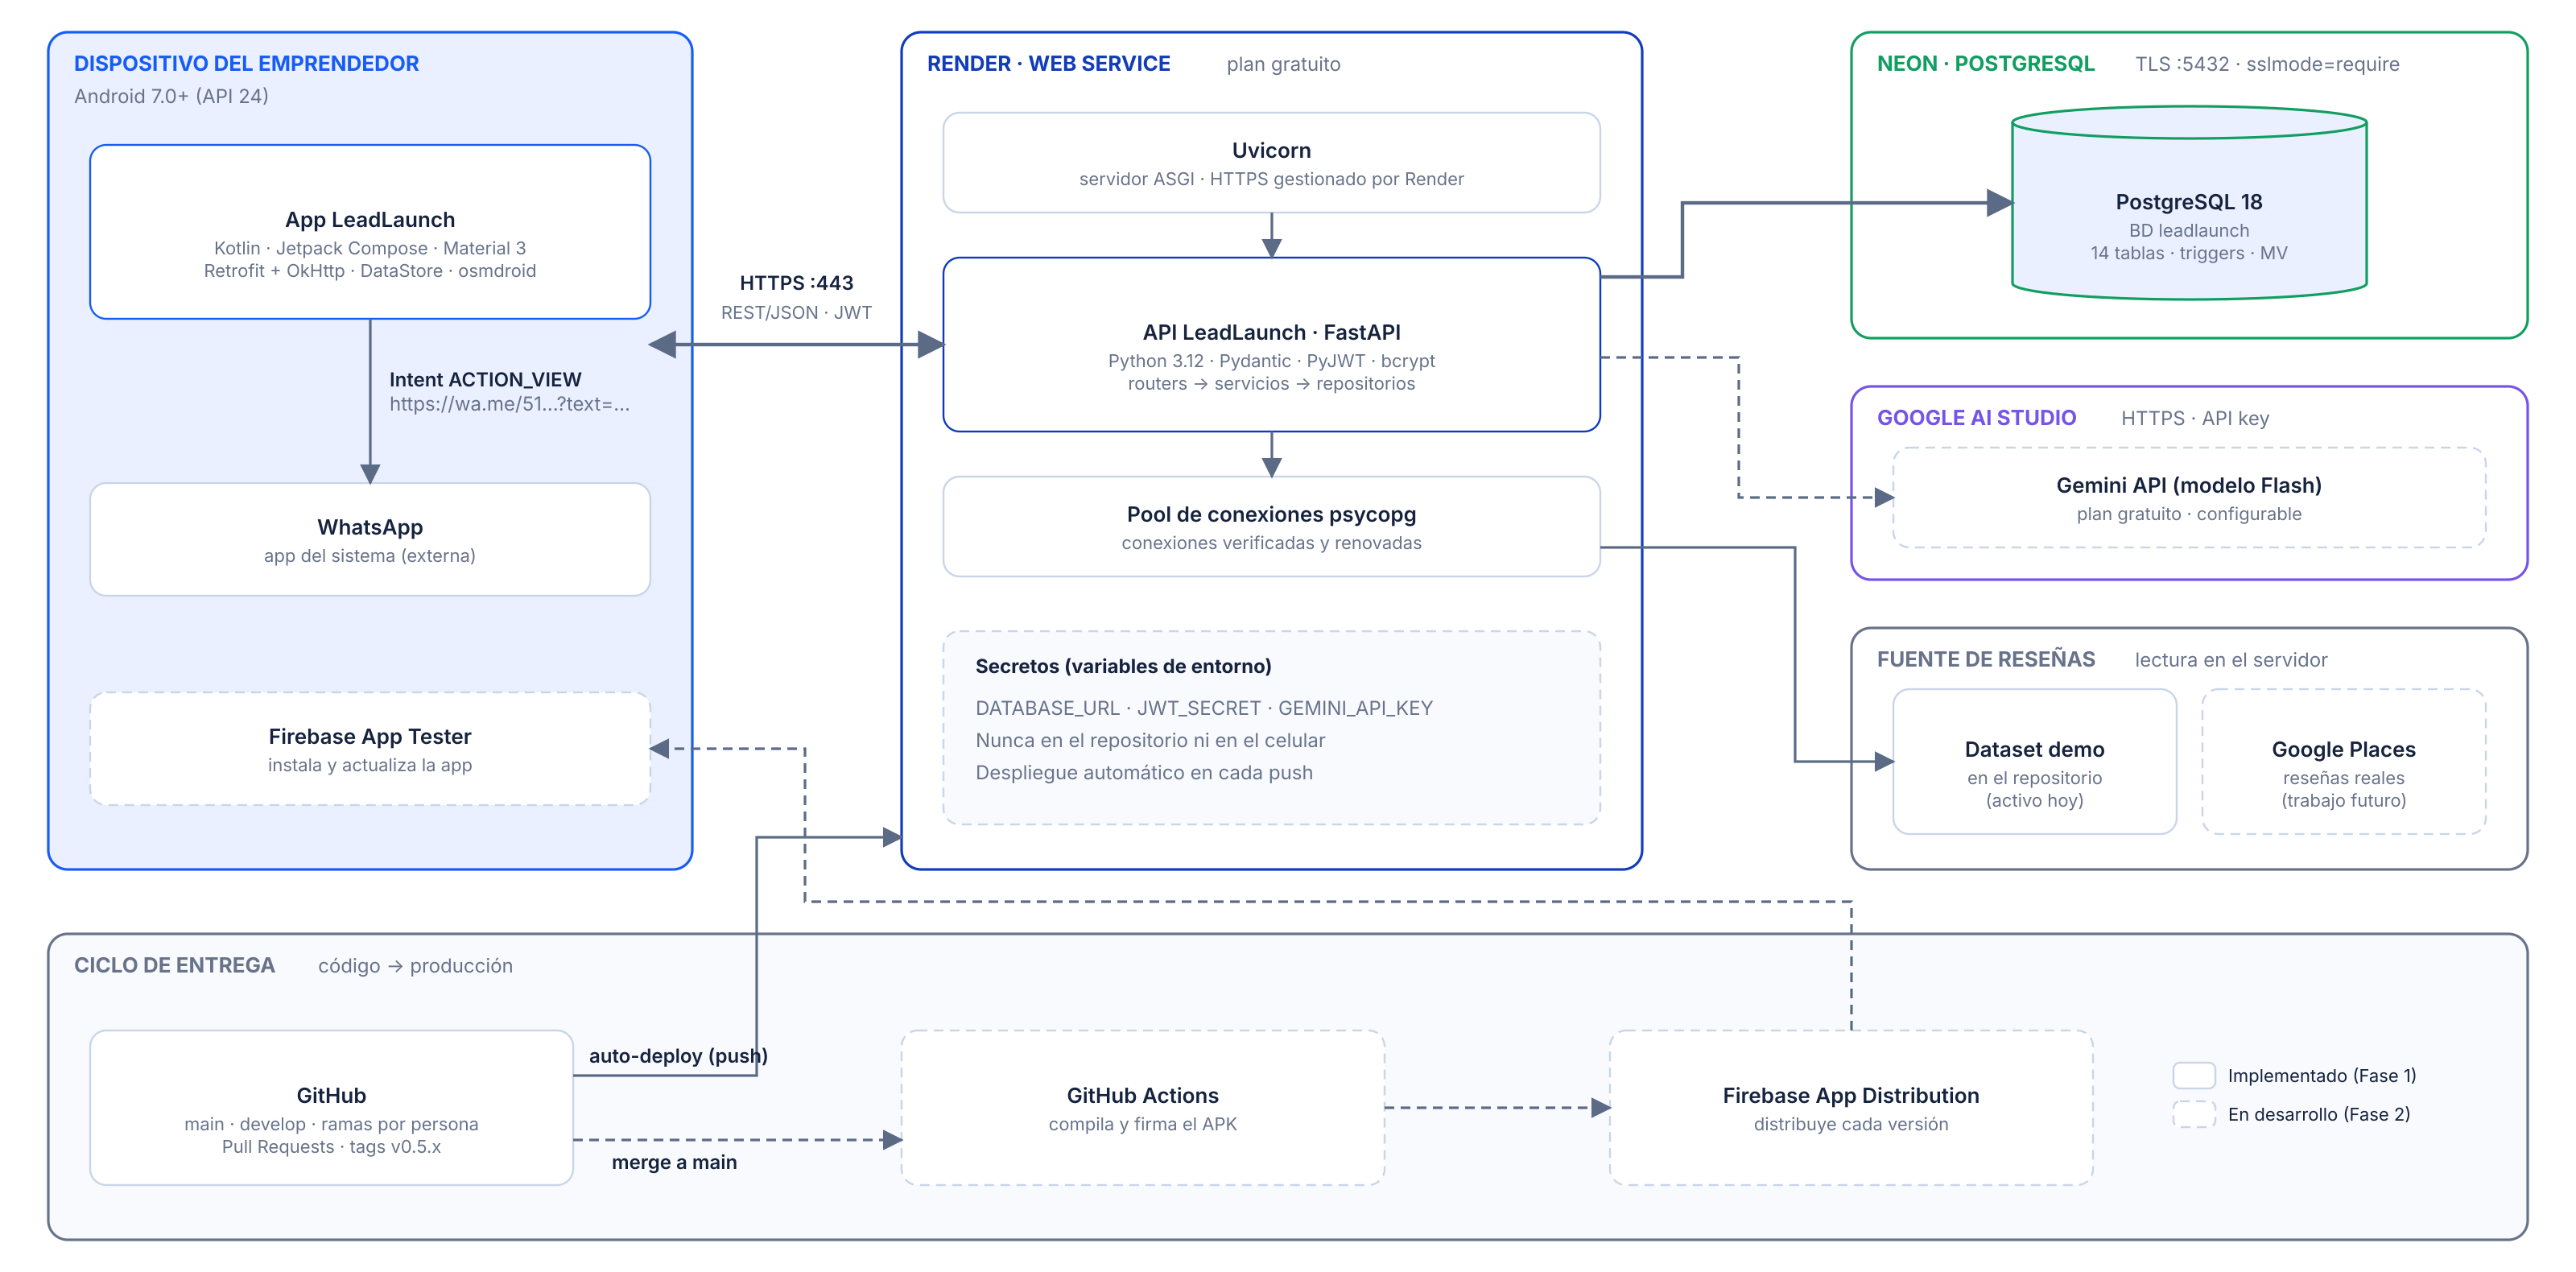 DISPOSITIVO DEL EMPRENDEDOR
Android 7.0+ (API 24)
App LeadLaunch
Kotlin · Jetpack Compose · Material 3
Retrofit + OkHttp · DataStore · osmdroid
Intent ACTION_VIEW
https://wa.me/51...?text=...
WhatsApp
app del sistema (externa)
Firebase App Tester
instala y actualiza la app
HTTPS :443
REST/JSON · JWT
RENDER · WEB SERVICE plan gratuito
Uvicorn
servidor ASGI · HTTPS gestionado por Render
API LeadLaunch · FastAPI
Python 3.12 · Pydantic · PyJWT · bcrypt
routers → servicios → repositorios
Pool de conexiones psycopg
conexiones verificadas y renovadas
Secretos (variables de entorno)
DATABASE_URL · JWT_SECRET · GEMINI_API_KEY
Nunca en el repositorio ni en el celular
Despliegue automático en cada push
NEON · POSTGRESQL TLS :5432 · sslmode=require
PostgreSQL 18
BD leadlaunch
14 tablas · triggers · MV
GOOGLE AI STUDIO HTTPS · API key
Gemini API (modelo Flash)
plan gratuito · configurable
FUENTE DE RESEÑAS lectura en el servidor
Dataset demo
en el repositorio
(activo hoy)
Google Places
reseñas reales
(trabajo futuro)
CICLO DE ENTREGA código → producción
GitHub
main · develop · ramas por persona
Pull Requests · tags v0.5.x
auto-deploy (push)
merge a main
GitHub Actions
compila y firma el APK
Firebase App Distribution
distribuye cada versión
Implementado (Fase 1)
En desarrollo (Fase 2)